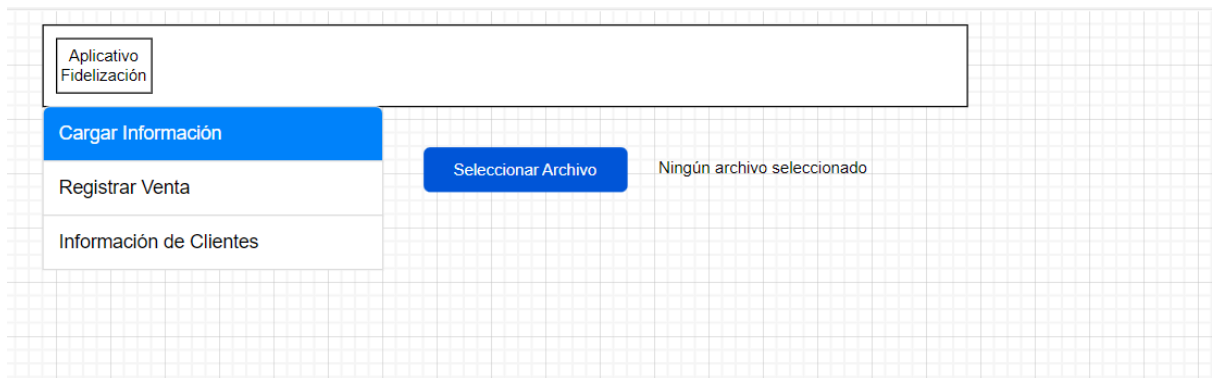 Aplicativo
Fidelización
Cargar Información
Seleccionar Archivo
Ningún archivo seleccionado
Registrar Venta
Información de Clientes